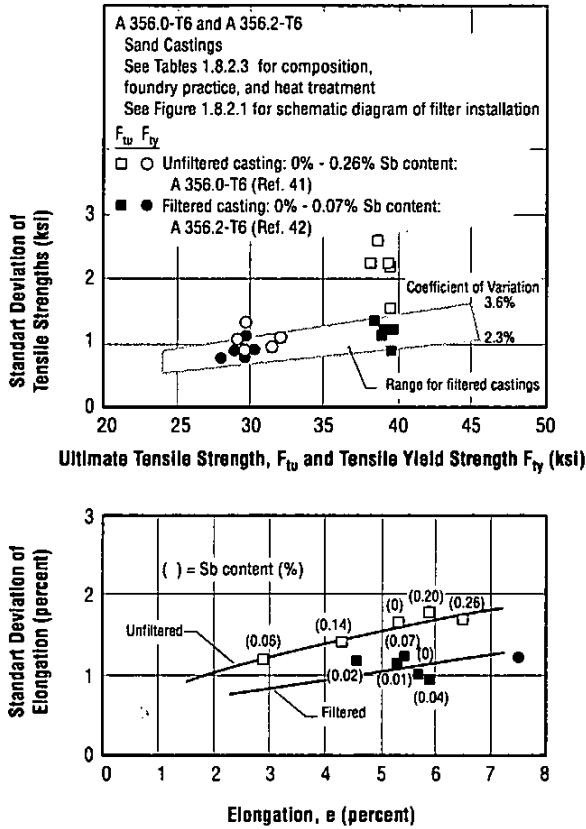 A 356.0-T6 and A 356.2-T6
Sand Castings
See Tables 1.8.2.3 for composition,
foundry practice, and heat treatment
See Figure 1.8.2.1 for schematic diagram of filter installation
Ftu Fty
Unfiltered casting: 0% - 0.26% Sb content:
A 356.0-T6 (Ref. 41)
Filtered casting: 0% - 0.07% Sb content:
A 356.2-T6 (Ref. 42)
Coefficient of Variation
3.6%
2.3%
Range for filtered castings
Standart Deviation of
Tensile Strengths (ksi)
3
2
1
0
20 25 30 35 40 45 50
Ultimate Tensile Strength, Ftu and Tensile Yield Strength Fty (ksi)
Standart Deviation of
Elongation (percent)
3
2
1
0
( ) = Sb content (%)
Unfiltered
Filtered
(0.06)
(0.14)
(0)
(0.20)
(0.26)
(0.02)
(0.07)
(0.01)
(0)
(0.04)
0 1 2 3 4 5 6 7 8
Elongation, e (percent)